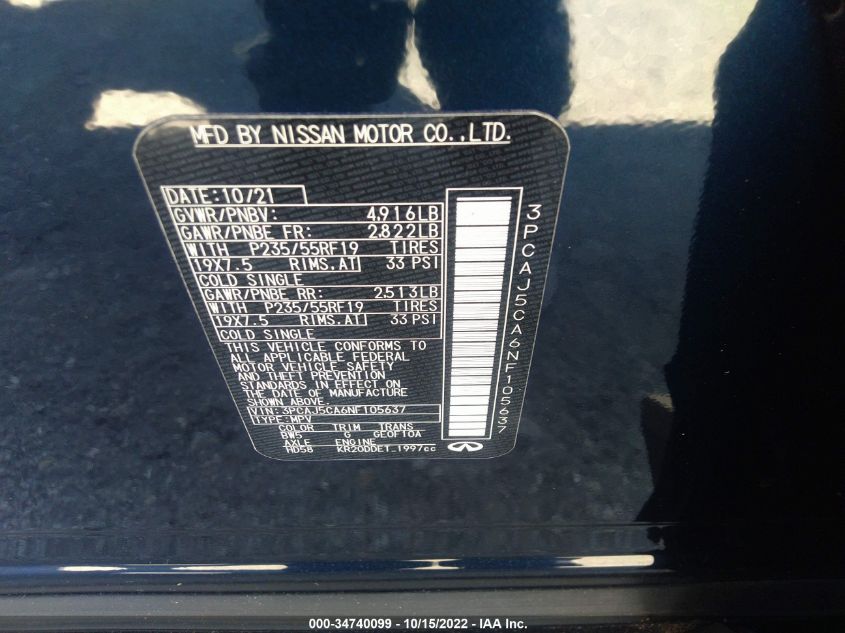 MFD BY NISSAN MOTOR CO.,LTD.
DATE:10/21
GVWR/PNBV: 4,916LB
GAWR/PNBE FR: 2,822LB
WITH P235/55RF19 TIRES
19X7.5 RIMS.AT 33 PSI
COLD SINGLE
GAWR/PNBE RR: 2,513LB
WITH P235/55RF19 TIRES
19X7.5 RIMS.AT 33 PSI
COLD SINGLE
THIS VEHICLE CONFORMS TO
ALL APPLICABLE FEDERAL
MOTOR VEHICLE SAFETY
AND THEFT PREVENTION
STANDARDS IN EFFECT ON
THE DATE OF MANUFACTURE
SHOWN ABOVE.
VIN: 3PCAJ5CA6NF105637
TYPE:MPV
COLOR TRIM TRANS
BW5 G GE0F10A
AXLE ENGINE
HD58 KR20DDET 1997cc
3PCAJ5CA6NF105637
000-34740099 - 10/15/2022 - IAA Inc.